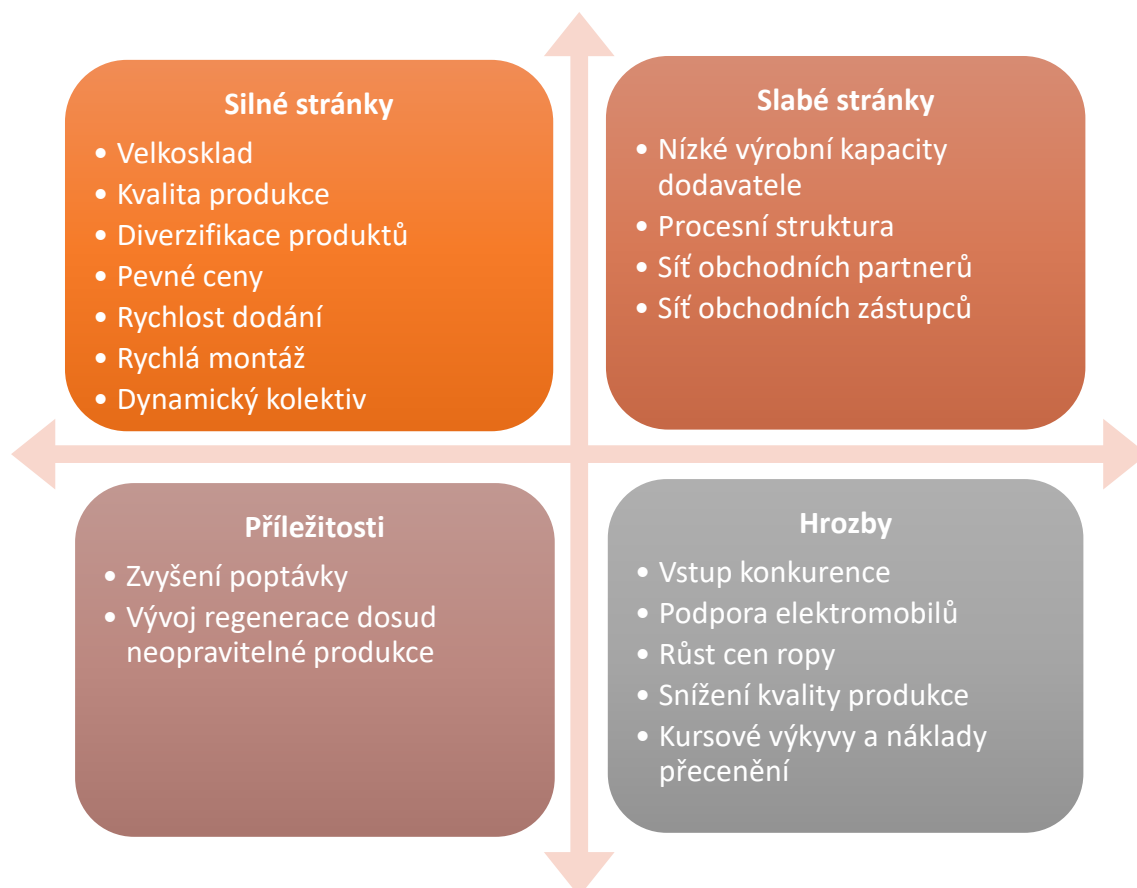 Silné stránky
• Velkosklad
• Kvalita produkce
• Diverzifikace produktů
• Pevné ceny
• Rychlost dodání
• Rychlá montáž
• Dynamický kolektiv
Slabé stránky
• Nízké výrobní kapacity
dodavatele
• Procesní struktura
• Síť obchodních partnerů
• Síť obchodních zástupců
Příležitosti
• Zvyšení poptávky
• Vývoj regenerace dosud
neopravitelné produkce
Hrozby
• Vstup konkurence
• Podpora elektromobilů
• Růst cen ropy
• Snížení kvality produkce
• Kursové výkyvy a náklady
přecenění